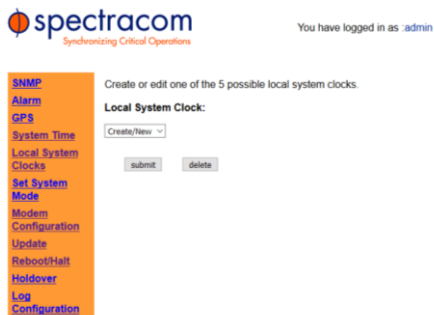 spectracom
Synchronizing Critical Operations
You have logged in as :admin
SNMP
Alarm
GPS
System Time
Local System
Clocks
Set System
Mode
Modem
Configuration
Update
Reboot/Halt
Holdover
Log
Configuration
Create or edit one of the 5 possible local system clocks.
Local System Clock:
Create/New
submit delete